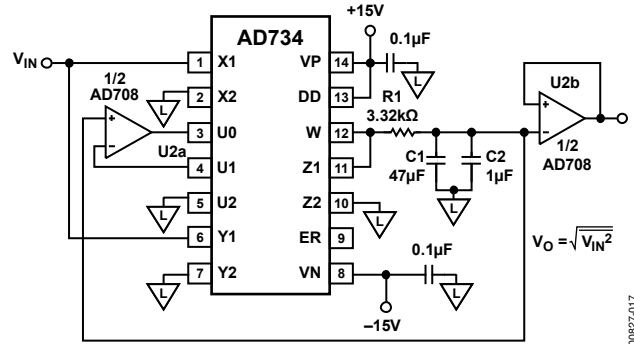 +15V
AD734
0.1µF
VIN
1 X1
VP 14
L
1/2
AD708
L
2 X2
DD 13
R1
3.32kΩ
U2b
+
–
3 U0
W 12
+
–
U2a
4 U1
Z1 11
C1
47µF
C2
1µF
1/2
AD708
L
5 U2
Z2 10
L
L
6 Y1
ER 9
0.1µF
VO = √VIN2
L
7 Y2
VN 8
L
–15V
00827-017